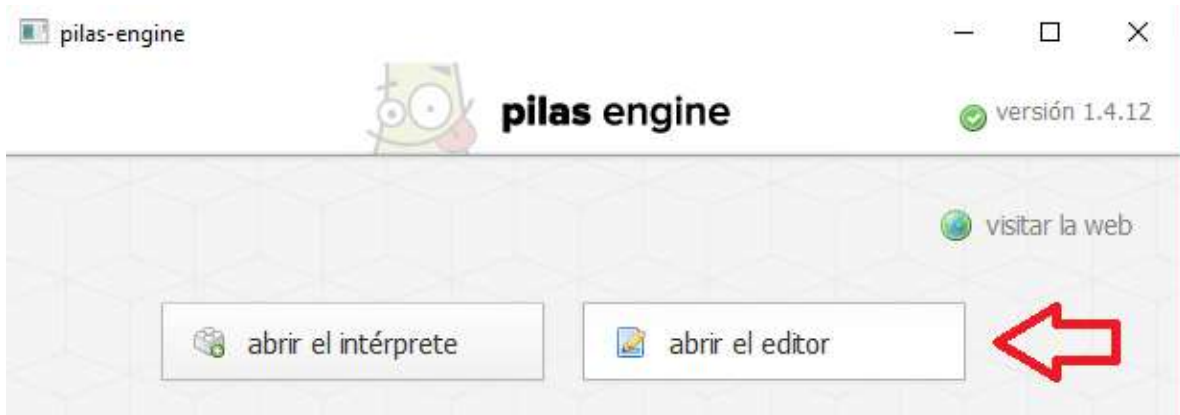 pilas-engine
pilas engine
versión 1.4.12
visitar la web
abrir el intérprete
abrir el editor